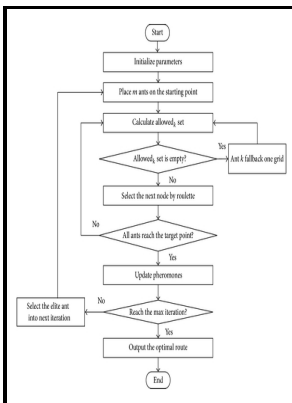 Start
Initialize parameters
Place m ants on the starting point
Calculate allowedₖ set
Yes
Allowedₖ set is empty?
Ant k fallback one grid
No
Select the next node by roulette
No
All ants reach the target point?
Yes
Update pheromones
No
Select the elite ant
into next iteration
Reach the max iteration?
Yes
Output the optimal route
End